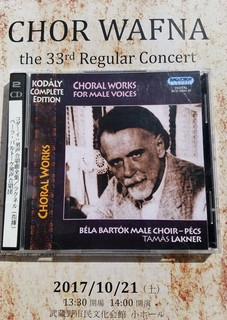 CHOR WAFNA
the 33rd Regular Concert
2 CD
KODÁLY
COMPLETE
EDITION
CHORAL WORKS
FOR MALE VOICES
HUNGAROTON
CHORAL WORKS
BÉLA BARTÓK MALE CHOIR – PÉCS
TAMÁS LAKNER
2017/10/21 (土)
13:30 開場 14:00 開演
武蔵野市民文化会館 小ホール